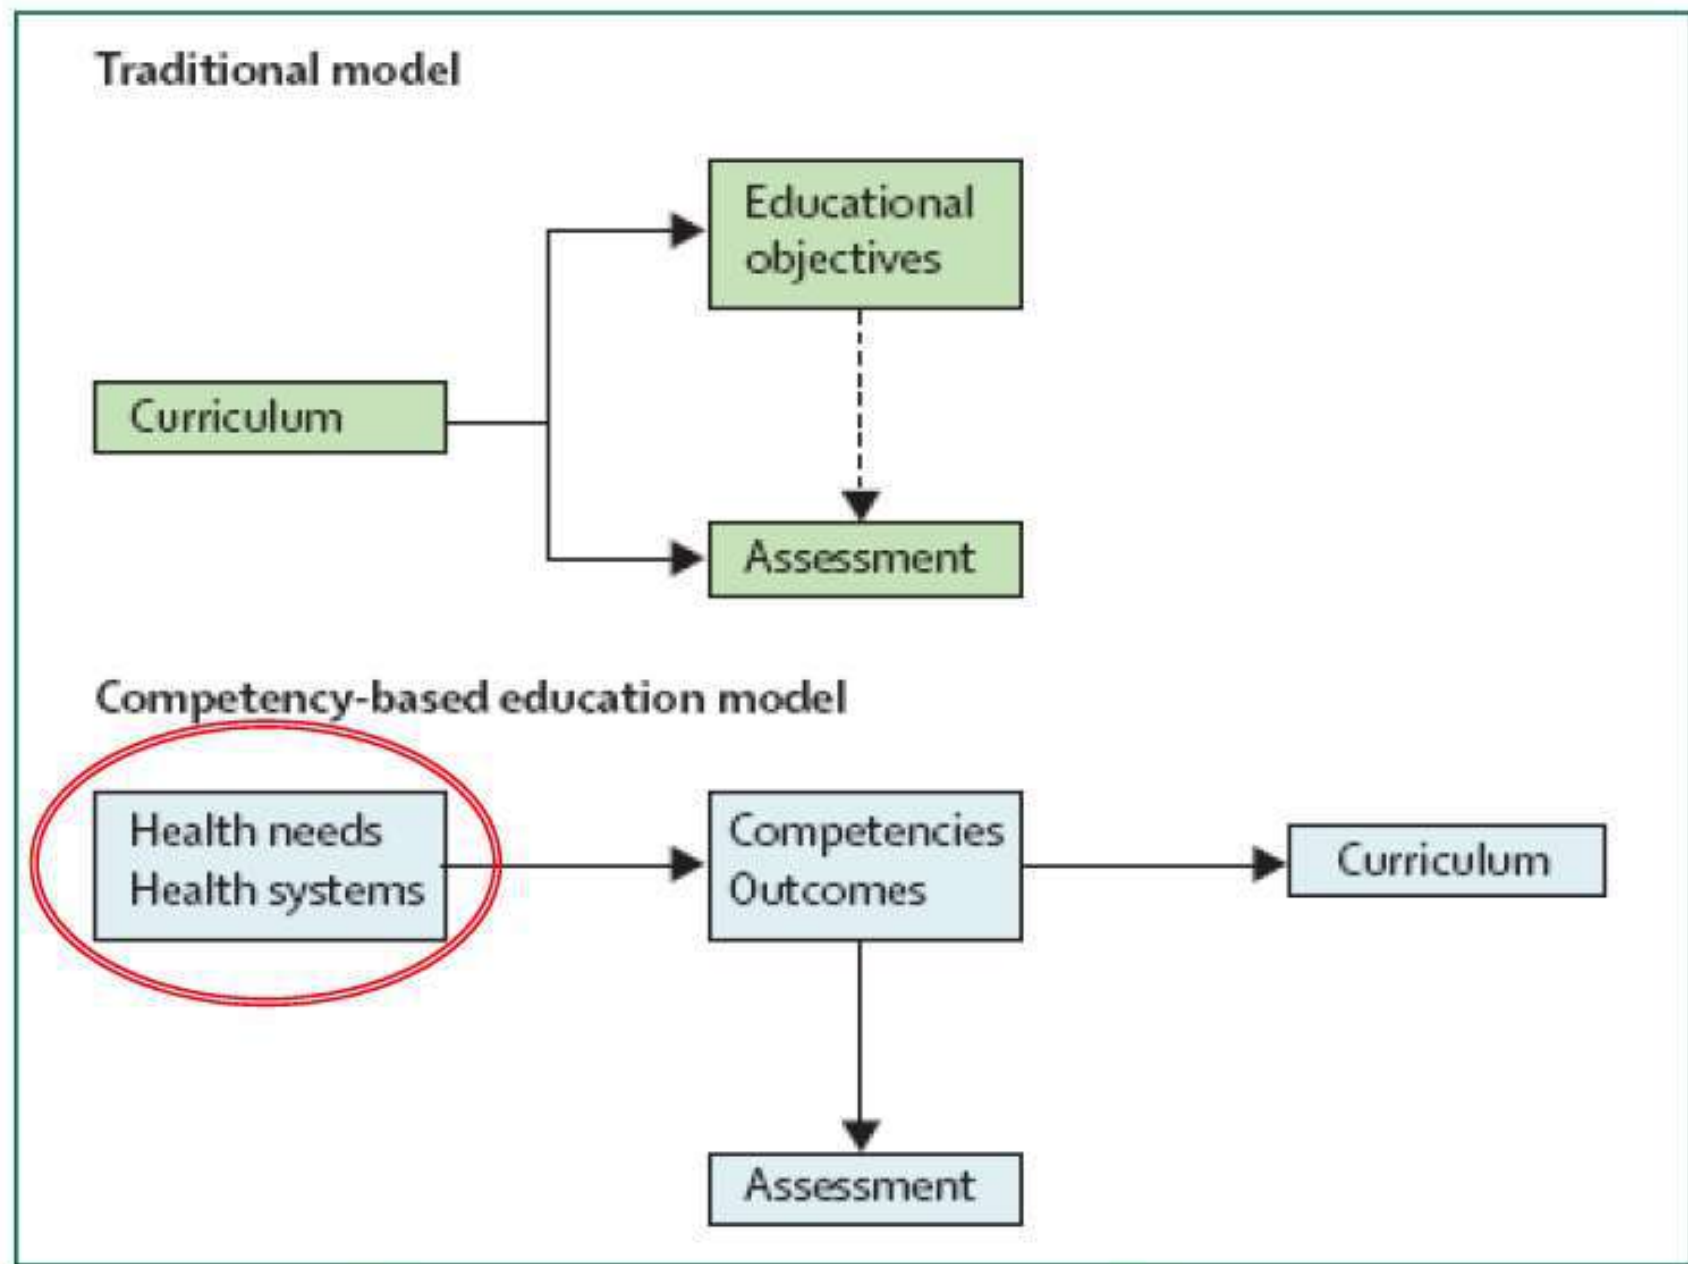 Traditional model
Educational
objectives
Curriculum
Assessment
Competency-based education model
Health needs
Health systems
Competencies
Outcomes
Curriculum
Assessment